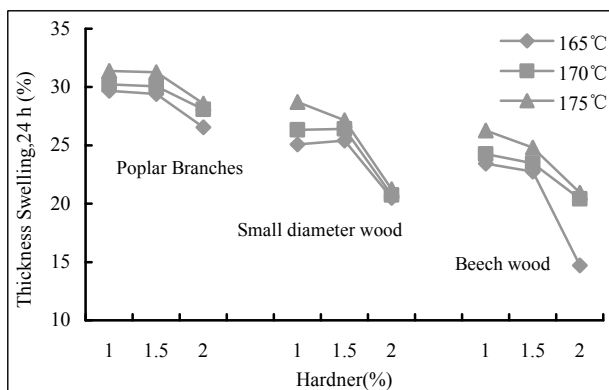 35
30
25
20
15
10
Thickness Swelling,24 h (%)
165℃
170℃
175℃
Poplar Branches
Small diameter wood
Beech wood
1 1.5 2 1 1.5 2 1 1.5 2
Hardner(%)